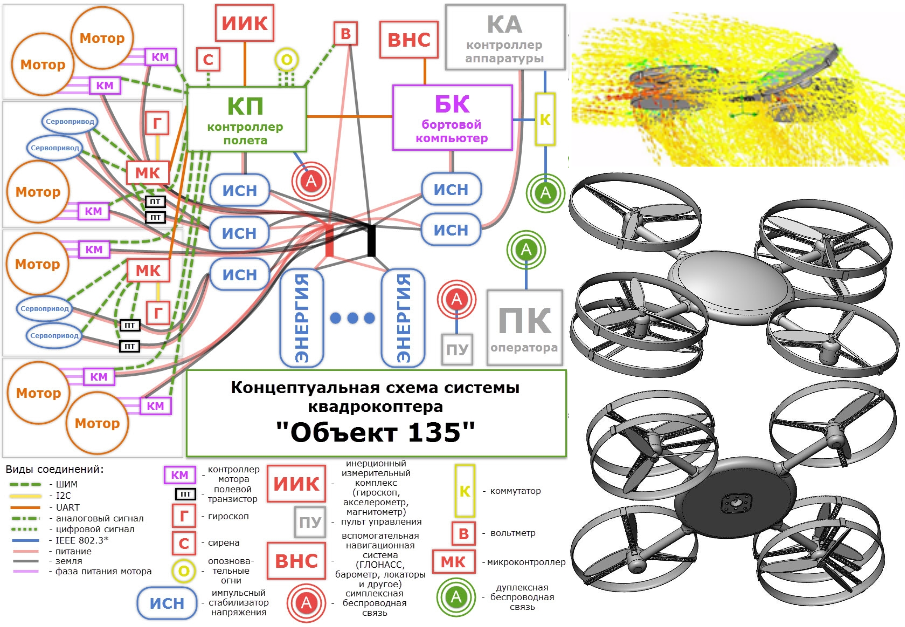 Мотор
Мотор
КМ
КМ
ИИК
С
О
В
ВНС
КА
контроллер
аппаратуры
КП
контроллер
полета
БК
бортовой
компьютер
К
Сервопривод
Сервопривод
Г
МК
ПТ
ПТ
Мотор
КМ
ИСН
А
ИСН
А
ИСН
ИСН
Мотор
КМ
МК
ИСН
Сервопривод
Сервопривод
Г
ПТ
ПТ
ЭНЕРГИЯ
ЭНЕРГИЯ
А
ПУ
А
ПК
оператора
Мотор
КМ
Мотор
КМ
Концептуальная схема системы
квадрокоптера
"Объект 135"
Виды соединений:
- ШИМ
- I2C
- UART
- аналоговый сигнал
- цифровой сигнал
- IEEE 802.3*
- питание
- земля
- фаза питания мотора
КМ
- контроллер
мотора
ПТ
- полевой
транзистор
Г
- гироскоп
С
- сирена
О
- опознова-
тельные
огни
ИСН
- импульсный
стабилизатор
напряжения
ИИК
- инерционный
измерительный
комплекс
(гироскоп,
акселерометр,
магнитометр)
ПУ
- пульт управления
ВНС
- вспомогательная
навигационная
система
(ГЛОНАСС,
барометр, локаторы
и другое)
А
- симплексная
беспроводная
связь
К
- коммутатор
В
- вольтметр
МК
-микроконтроллер
А
- дуплексная
беспроводная
связь